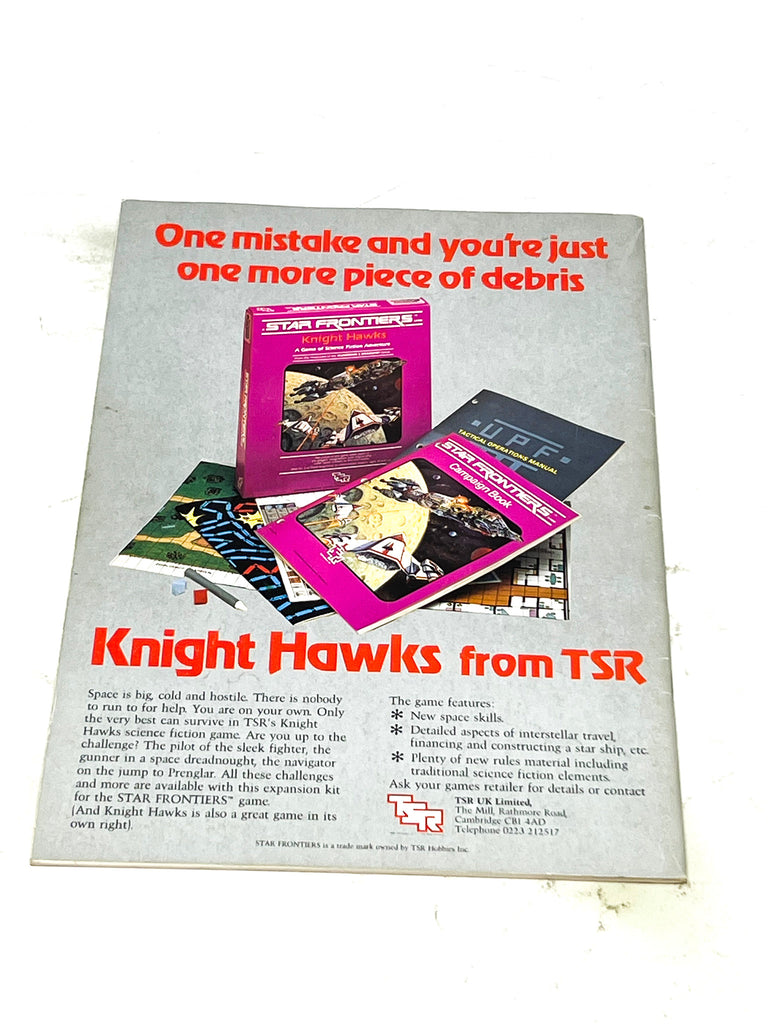 One mistake and you're just
one more piece of debris
STAR FRONTIERS
Knight Hawks
A Game of Science Fiction Adventure
STAR FRONTIERS
TSR
UPF
TACTICAL OPERATIONS MANUAL
STAR FRONTIERS
Campaign Book
Knight Hawks from TSR
Space is big, cold and hostile. There is nobody
to run to for help. You are on your own. Only
the very best can survive in TSR's Knight
Hawks science fiction game. Are you up to the
challenge? The pilot of the sleek fighter, the
gunner in a space dreadnought, the navigator
on the jump to Prenglar. All these challenges
and more are available with this expansion kit
for the STAR FRONTIERS™ game.
(And Knight Hawks is also a great game in its
own right).
The game features:
* New space skills.
* Detailed aspects of interstellar travel,
financing and constructing a star ship, etc.
* Plenty of new rules material including
traditional science fiction elements.
Ask your games retailer for details or contact
TSR
TSR UK Limited,
The Mill, Rathmore Road,
Cambridge CB1 4AD
Telephone 0223 212517
STAR FRONTIERS is a trade mark owned by TSR Hobbies Inc.